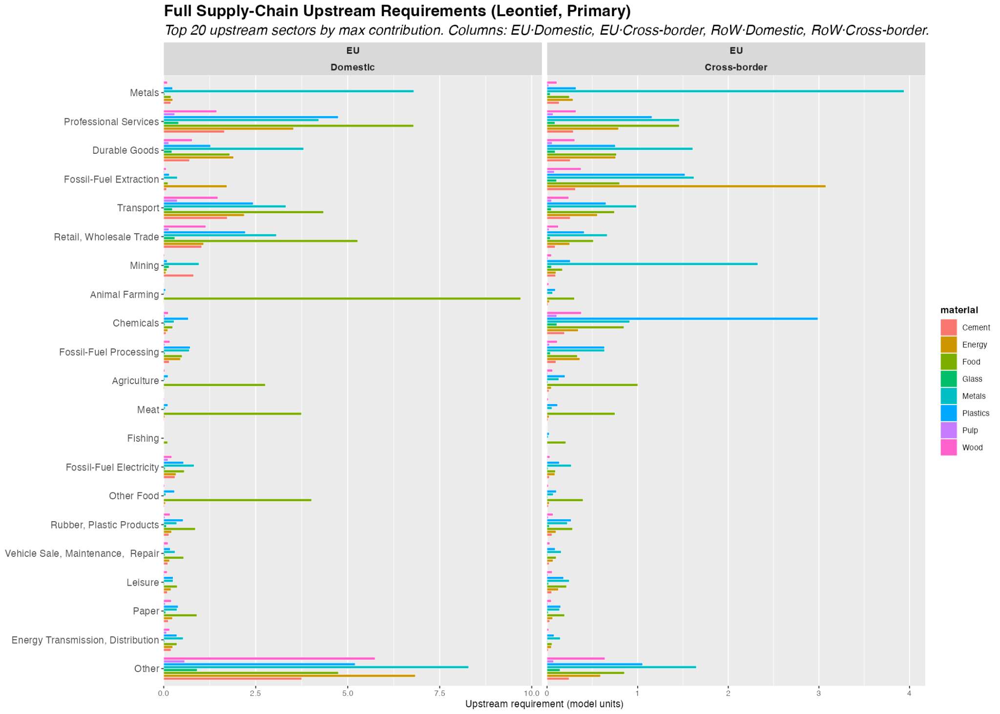 Full Supply-Chain Upstream Requirements (Leontief, Primary)
Top 20 upstream sectors by max contribution. Columns: EU·Domestic, EU·Cross-border, RoW·Domestic, RoW·Cross-border.
EU
Domestic
EU
Cross-border
Metals
Professional Services
Durable Goods
Fossil-Fuel Extraction
Transport
Retail, Wholesale Trade
Mining
Animal Farming
Chemicals
Fossil-Fuel Processing
Agriculture
Meat
Fishing
Fossil-Fuel Electricity
Other Food
Rubber, Plastic Products
Vehicle Sale, Maintenance,  Repair
Leisure
Paper
Energy Transmission, Distribution
Other
0.0 2.5 5.0 7.5 10.0
0 1 2 3 4
Upstream requirement (model units)
material
Cement
Energy
Food
Glass
Metals
Plastics
Pulp
Wood